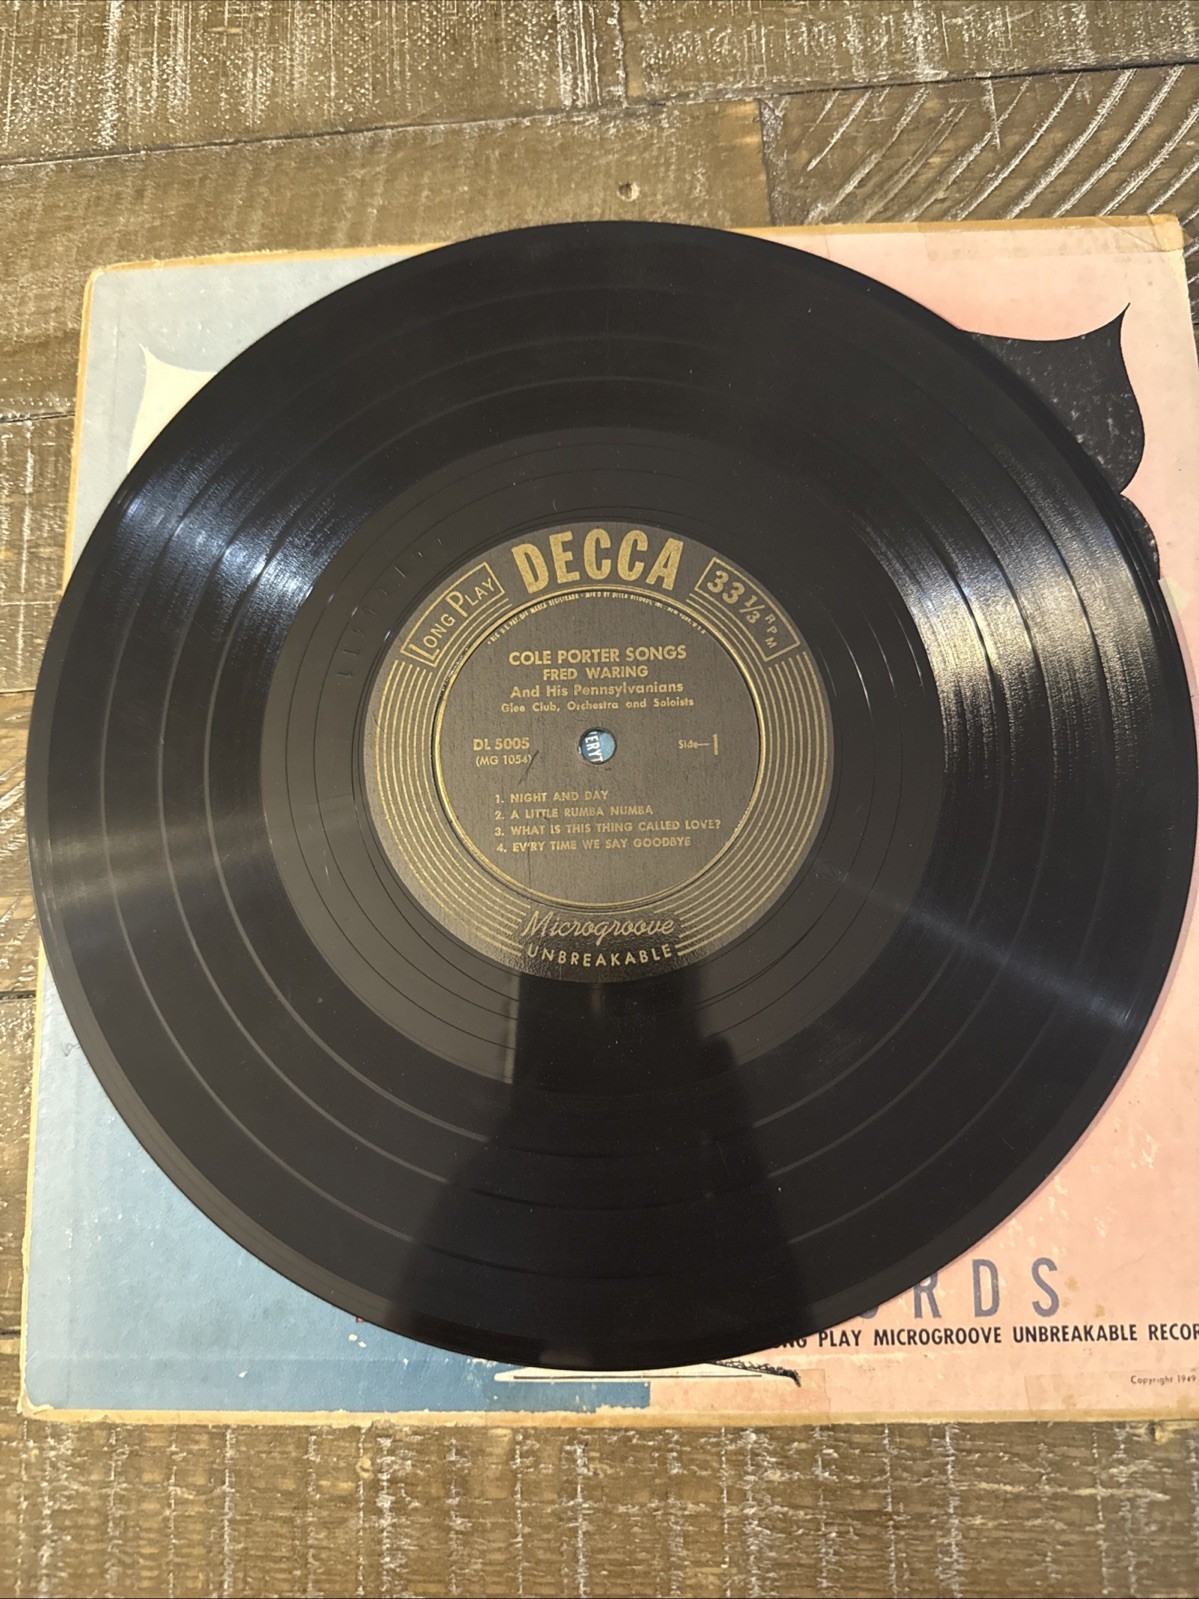 DECCA
LONG PLAY
33 1/3 RPM
COLE PORTER SONGS
FRED WARING
And His Pennsylvanians
Glee Club, Orchestra and Soloists
DL 5005
(MG 1054)
Side—1
ERYT
1. NIGHT AND DAY
2. A LITTLE RUMBA NUMBA
3. WHAT IS THIS THING CALLED LOVE?
4. EV'RY TIME WE SAY GOODBYE
Microgroove
UNBREAKABLE
ORDS
NG PLAY MICROGROOVE UNBREAKABLE RECOR
Copyright 1949